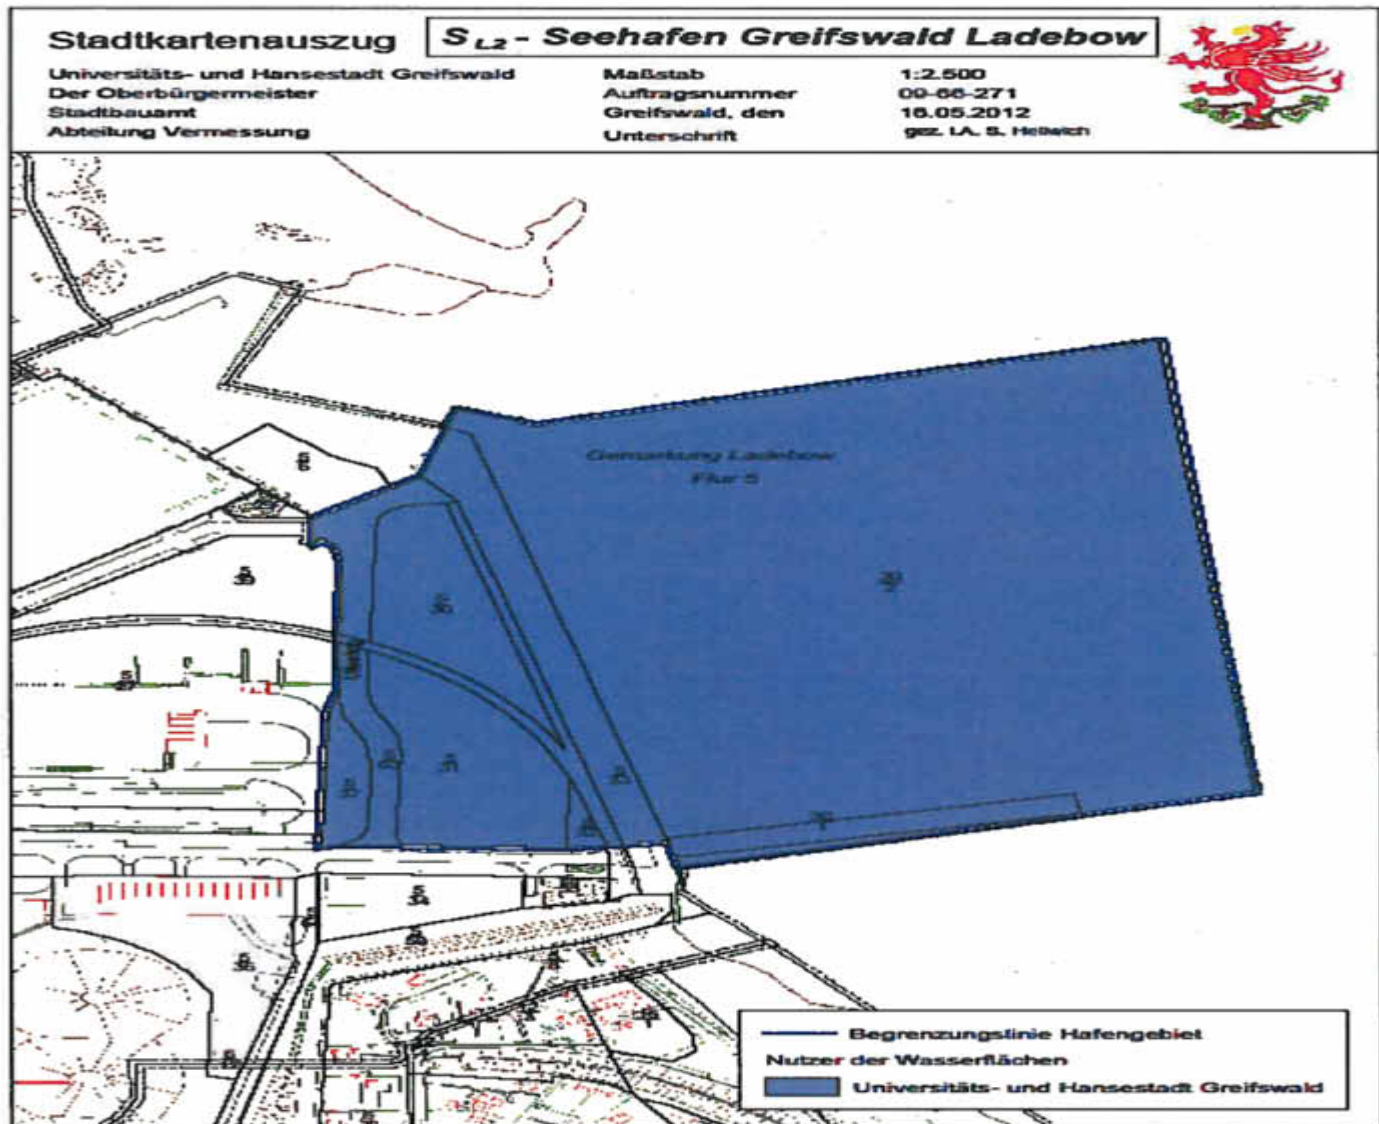 Stadtkartenauszug
S L2 - Seehafen Greifswald Ladebow
Universitäts- und Hansestadt Greifswald
Der Oberbürgermeister
Stadtbauamt
Abteilung Vermessung
Maßstab 1:2.500
Auftragsnummer 09-66-271
Greifswald, den 16.05.2012
Unterschrift gez. i.A. S. Hellwich
Gemarkung Ladebow
Flur 5
Begrenzungslinie Hafengebiet
Nutzer der Wasserflächen
Universitäts- und Hansestadt Greifswald